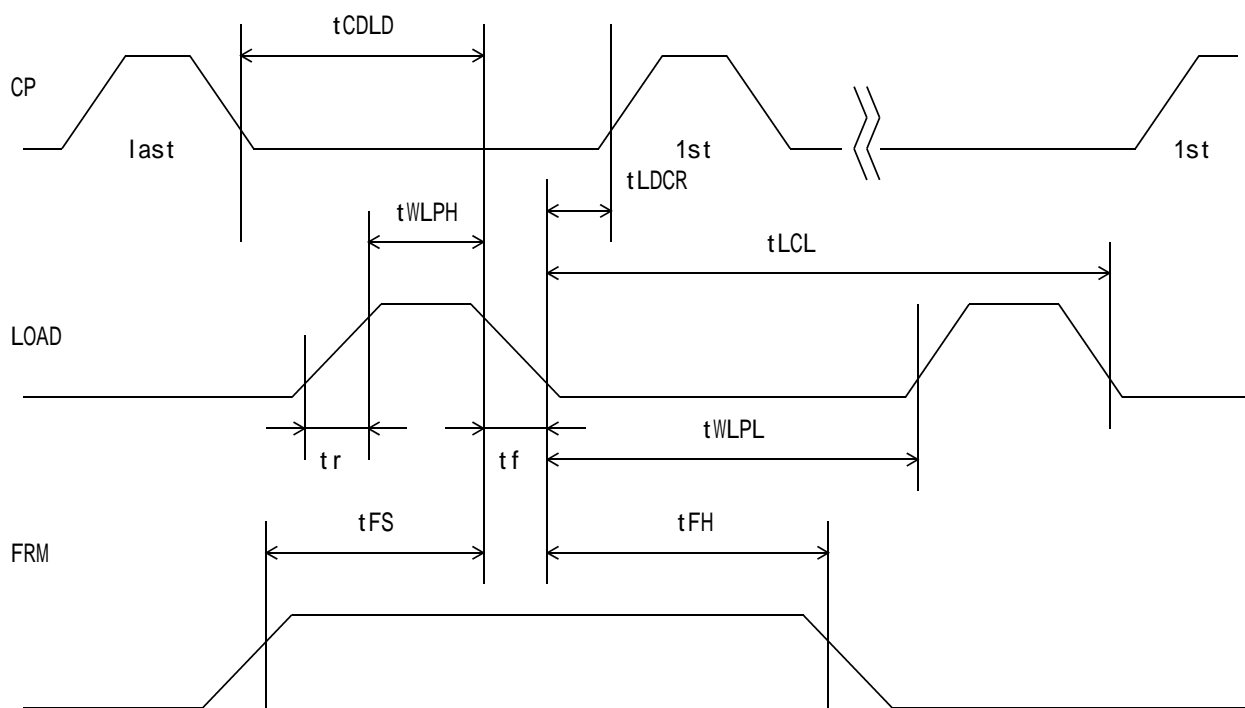 tCDLD
CP
last
1st
1st
tLDCR
tWLPH
tLCL
LOAD
tWLPL
tr
tf
tFS
tFH
FRM